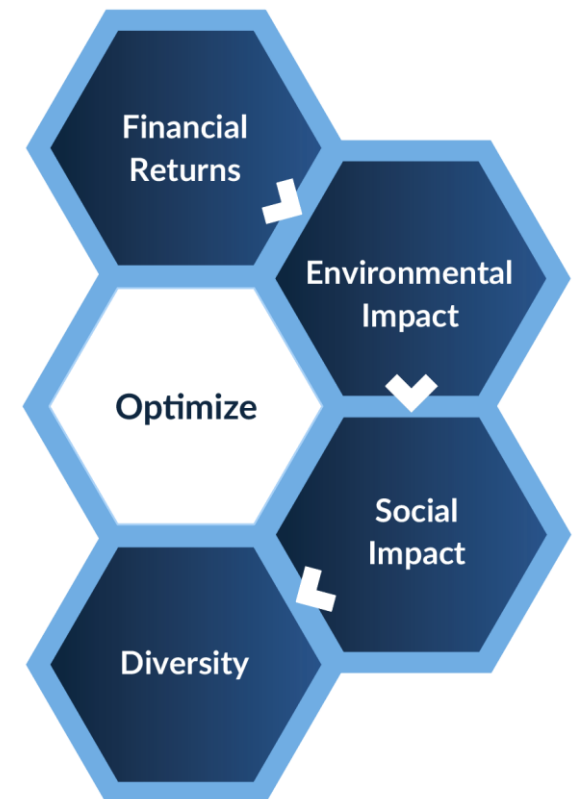 Financial
Returns
Environmental
Impact
Optimize
Social
Impact
Diversity